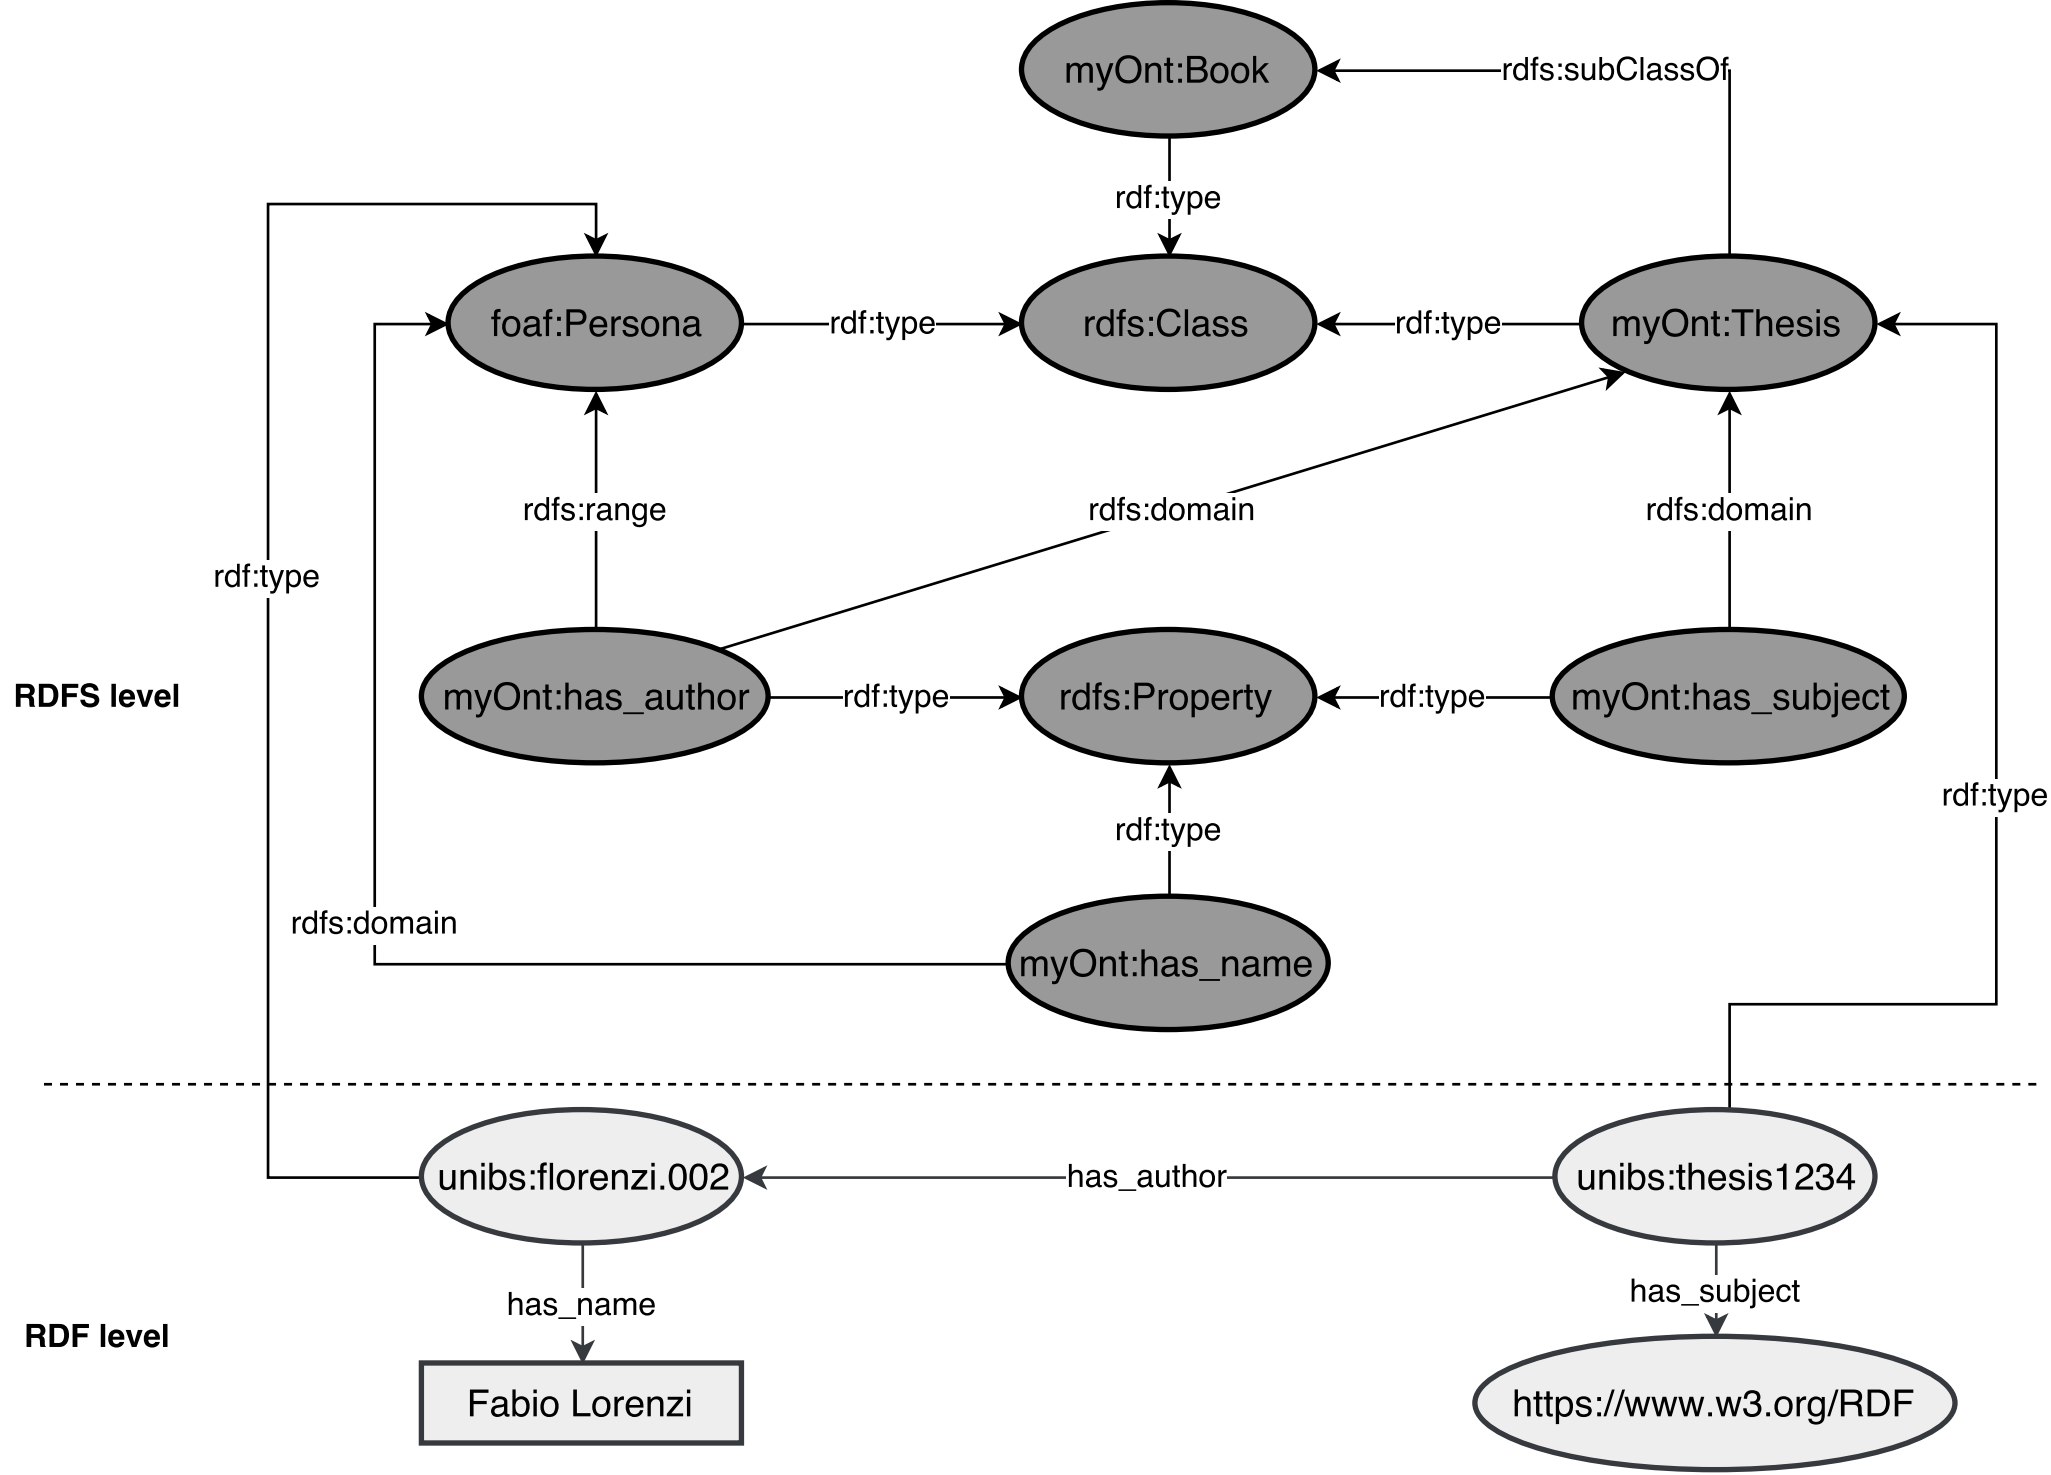 myOnt:Book
rdfs:subClassOf
rdf:type
foaf:Persona
rdf:type
rdfs:Class
rdf:type
myOnt:Thesis
rdfs:range
rdfs:domain
rdfs:domain
rdf:type
RDFS level
myOnt:has_author
rdf:type
rdfs:Property
rdf:type
myOnt:has_subject
rdf:type
rdf:type
rdfs:domain
myOnt:has_name
unibs:florenzi.002
has_author
unibs:thesis1234
has_name
has_subject
RDF level
Fabio Lorenzi
https://www.w3.org/RDF